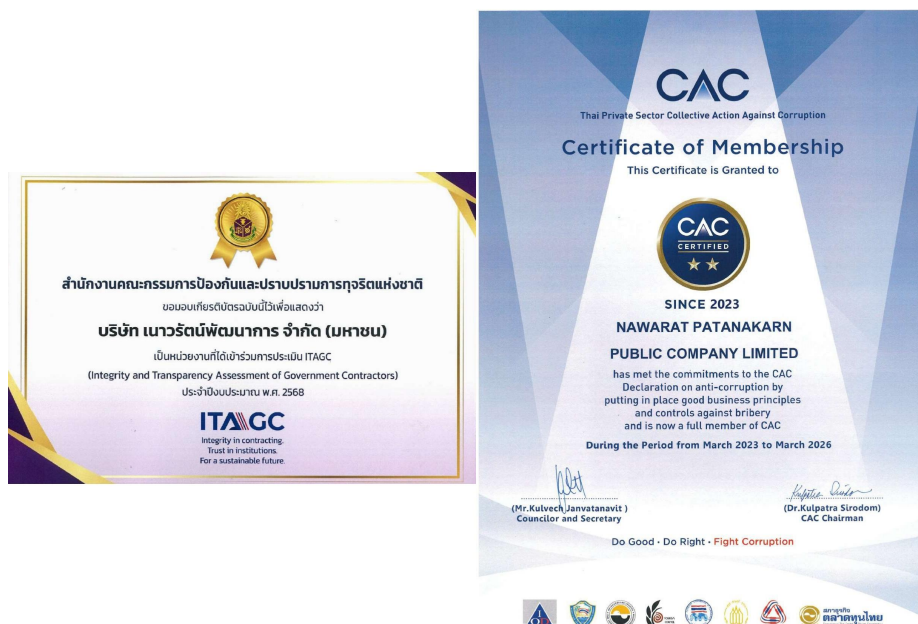 สำนักงานคณะกรรมการป้องกันและปราบปรามการทุจริตแห่งชาติ
ขอมอบเกียรติบัตรฉบับนี้ไว้เพื่อแสดงว่า
บริษัท เนาวรัตน์พัฒนาการ จำกัด (มหาชน)
เป็นหน่วยงานที่ได้เข้าร่วมการประเมิน ITAGC
(Integrity and Transparency Assessment of Government Contractors)
ประจำปีงบประมาณ พ.ศ. 2568
ITAGC
Integrity in contracting.
Trust in institutions.
For a sustainable future.
CAC
Thai Private Sector Collective Action Against Corruption
Certificate of Membership
This Certificate is Granted to
CAC
CERTIFIED
SINCE 2023
NAWARAT PATANAKARN
PUBLIC COMPANY LIMITED
has met the commitments to the CAC
Declaration on anti-corruption by
putting in place good business principles
and controls against bribery
and is now a full member of CAC
During the Period from March 2023 to March 2026
(Mr.Kulvech Janvatanavit )
Councilor and Secretary
(Dr.Kulpatra Sirodom)
CAC Chairman
Do Good · Do Right · Fight Corruption
สภาธุรกิจ
ตลาดทุนไทย